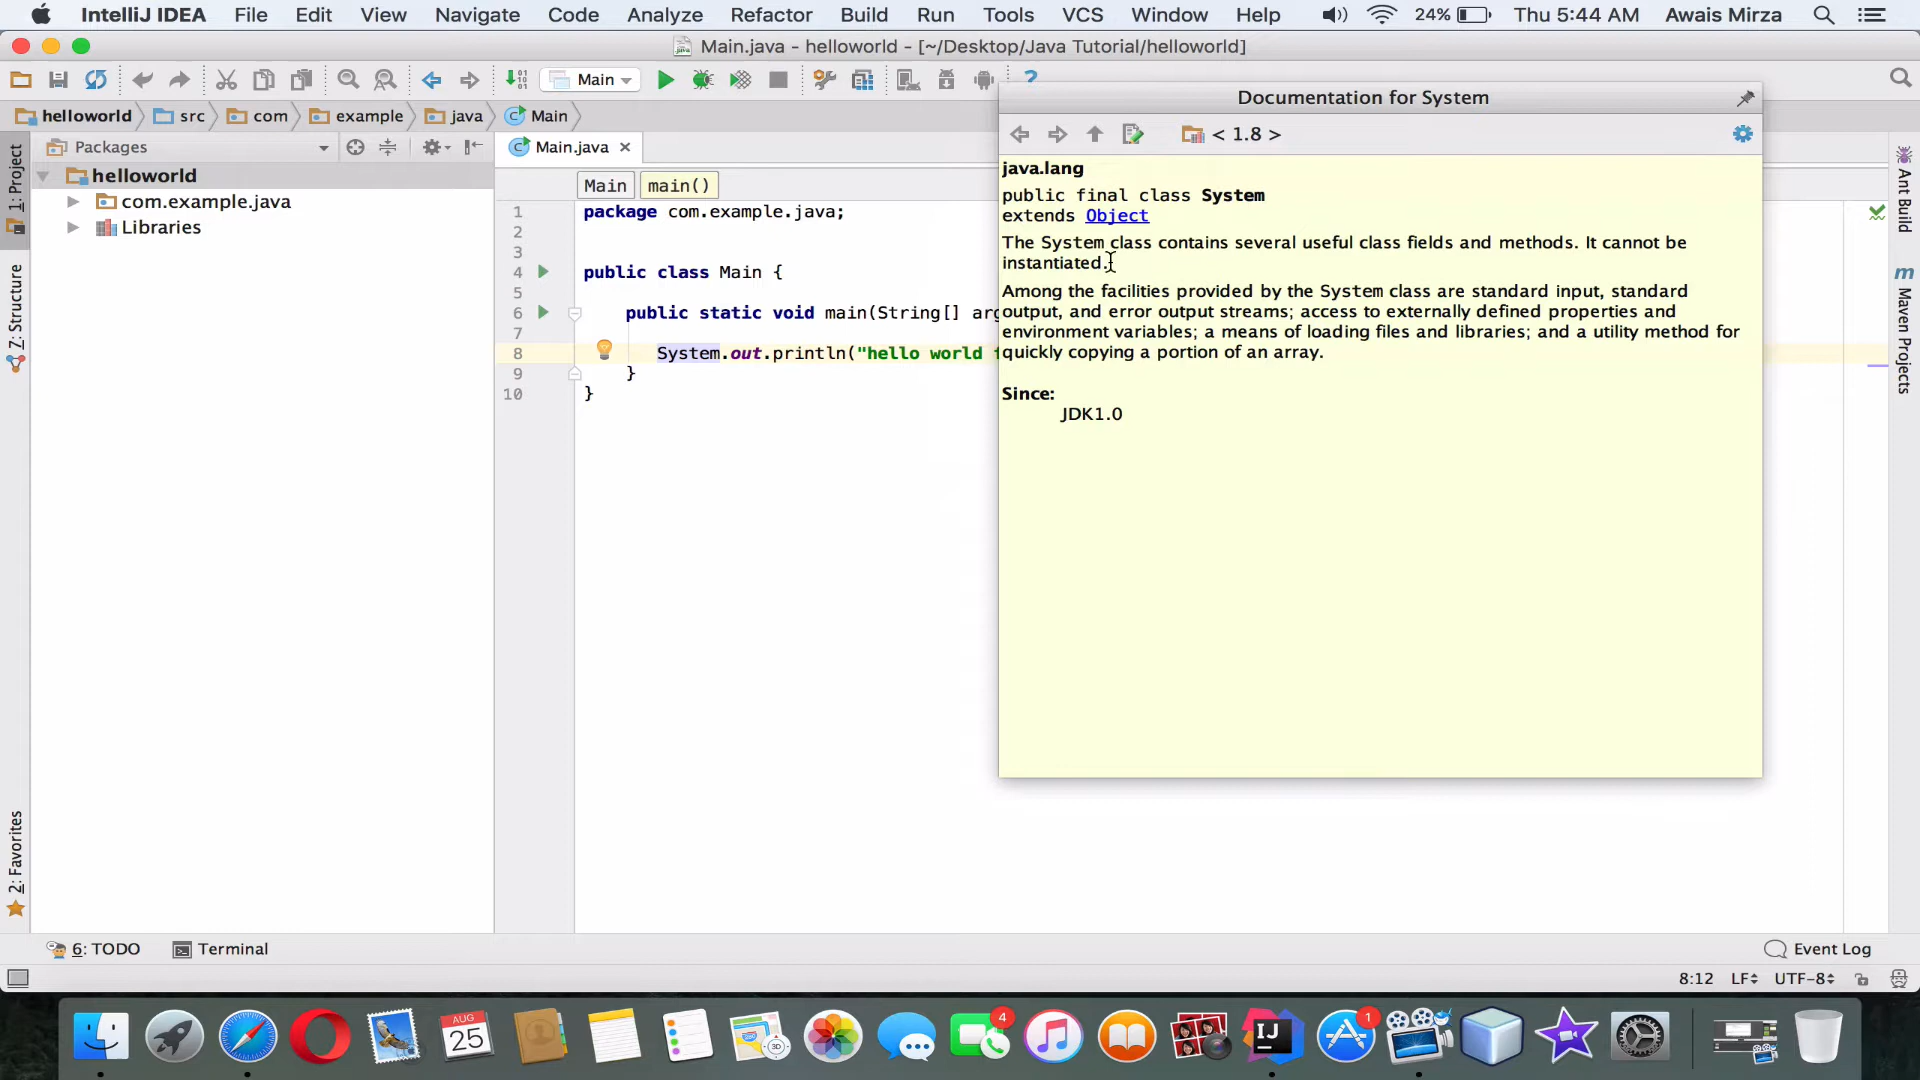 IntelliJ IDEA File Edit View Navigate Code Analyze Refactor Build Run Tools VCS Window Help 24% Thu 5:44 AM Awais Mirza
Main.java - helloworld - [~/Desktop/Java Tutorial/helloworld]
Main
helloworld src com example java Main
Documentation for System
< 1.8 >
1: Project
7: Structure
2: Favorites
Packages
helloworld
com.example.java
Libraries
Main.java
Main main()
1 package com.example.java;
2
3
4 public class Main {
5
6 public static void main(String[] arg
7
8 System.out.println("hello world
9 }
10 }
java.lang
public final class System
extends Object
The System class contains several useful class fields and methods. It cannot be
instantiated.
Among the facilities provided by the System class are standard input, standard
output, and error output streams; access to externally defined properties and
environment variables; a means of loading files and libraries; and a utility method for
quickly copying a portion of an array.
Since:
JDK1.0
Ant Build
Maven Projects
6: TODO Terminal Event Log
8:12 LF UTF-8
AUG
25
3D
4
IJ
1